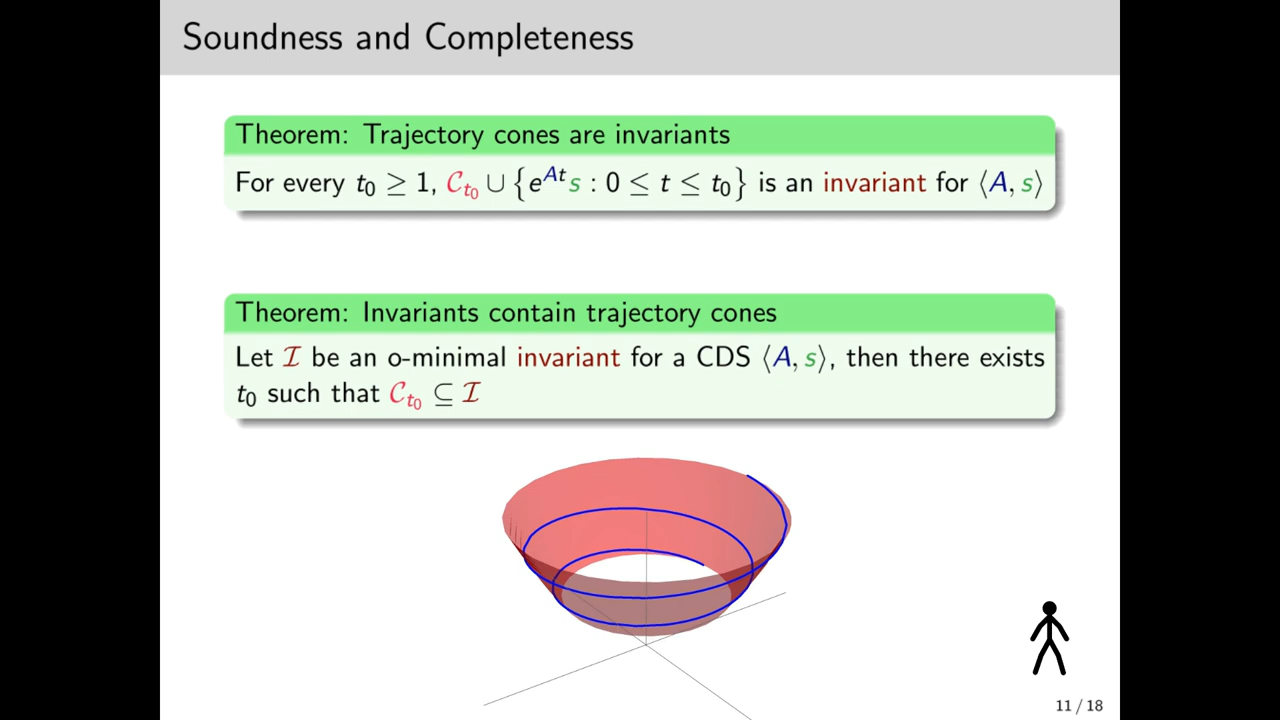 Soundness and Completeness
Theorem: Trajectory cones are invariants
For every t₀ ≥ 1, 𝒞ₜ₀ ∪ {e^{At}s : 0 ≤ t ≤ t₀} is an invariant for ⟨A, s⟩
Theorem: Invariants contain trajectory cones
Let ℐ be an o-minimal invariant for a CDS ⟨A, s⟩, then there exists
t₀ such that 𝒞ₜ₀ ⊆ ℐ
11 / 18